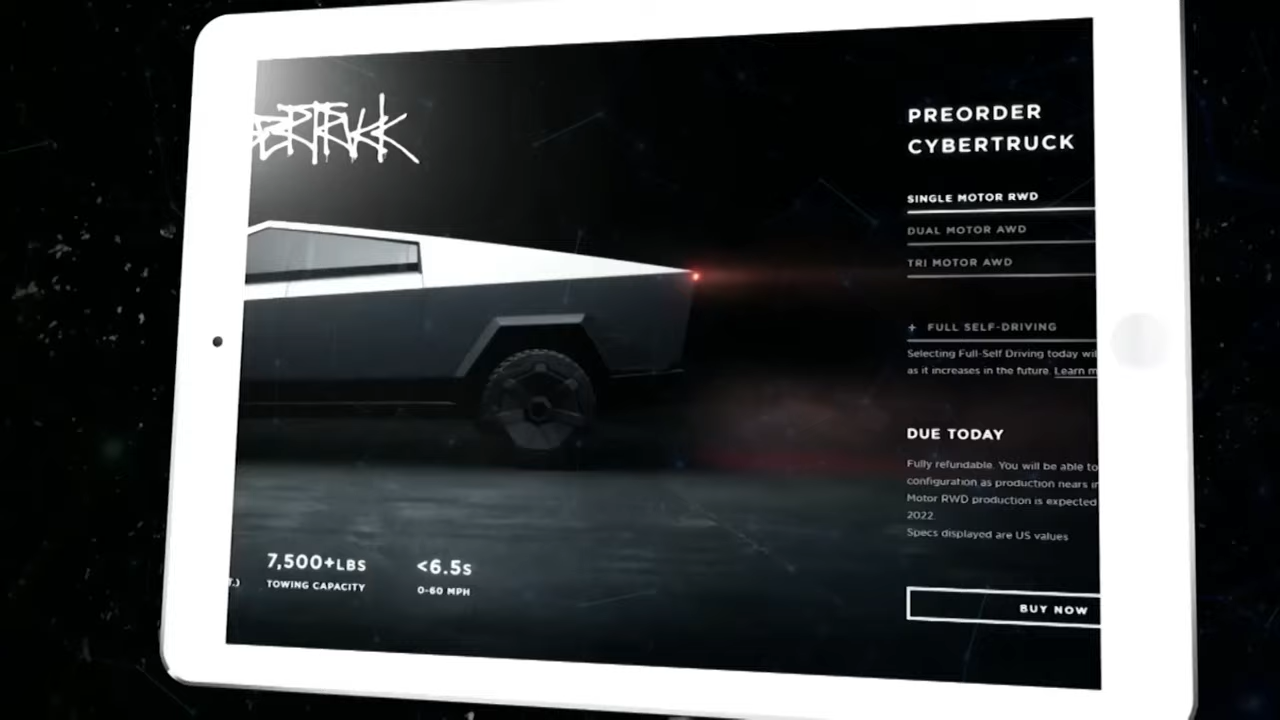 PREORDER
CYBERTRUCK
SINGLE MOTOR RWD
DUAL MOTOR AWD
TRI MOTOR AWD
+ FULL SELF-DRIVING
Selecting Full-Self Driving today
as it increases in the future. Learn
DUE TODAY
Fully refundable. You will be able to
configuration as production nears
Motor RWD production is expected
2022.
Specs displayed are US values
BUY NOW
7,500+LBS
TOWING CAPACITY
<6.5s
0-60 MPH